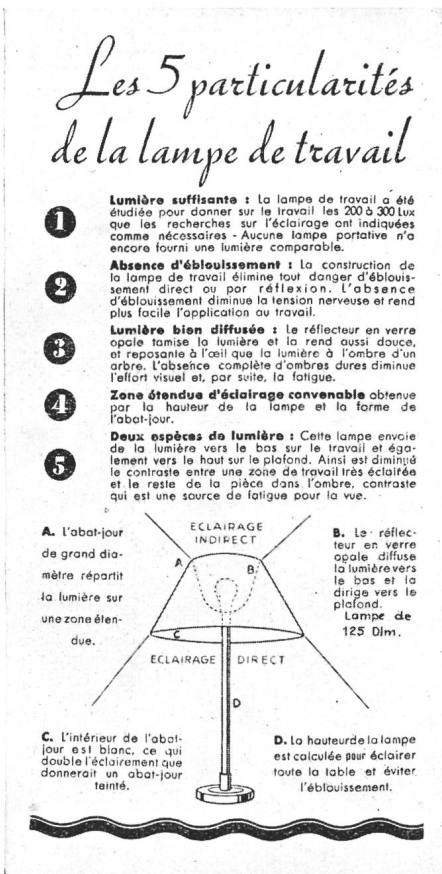 Les 5 particularités
de la lampe de travail
1
Lumière suffisante : La lampe de travail a été
étudiée pour donner sur le travail les 200 à 300 Lux
que les recherches sur l'éclairage ont indiquées
comme nécessaires - Aucune lampe portative n'a
encore fourni une lumière comparable.
2
Absence d'éblouissement : La construction de
la lampe de travail élimine tout danger d'éblouis-
sement direct ou par réflexion. L'absence
d'éblouissement diminue la tension nerveuse et rend
plus facile l'application au travail.
3
Lumière bien diffusée : Le réflecteur en verre
opale tamise la lumière et la rend aussi douce,
et reposante à l'œil que la lumière à l'ombre d'un
arbre. L'absence complète d'ombres dures diminue
l'effort visuel et, par suite, la fatigue.
4
Zone étendue d'éclairage convenable obtenue
par la hauteur de la lampe et la forme de
l'abat-jour.
5
Deux espèces de lumière : Cette lampe envoie
de la lumière vers le bas sur le travail et éga-
lement vers le haut sur le plafond. Ainsi est diminué
le contraste entre une zone de travail très éclairée
et le reste de la pièce dans l'ombre, contraste
qui est une source de fatigue pour la vue.
A. L'abat-jour
de grand dia-
mètre répartit
la lumière sur
une zone éten-
due.
ECLAIRAGE
INDIRECT
A
B
C
ECLAIRAGE DIRECT
D
B. Le réflec-
teur en verre
opale diffuse
la lumière vers
le bas et la
dirige vers le
plafond.
Lampe de
125 Dlm.
C. L'intérieur de l'abat-
jour est blanc, ce qui
double l'éclairement que
donnerait un abat-jour
teinté.
D. La hauteur de la lampe
est calculée pour éclairer
toute la table et éviter
l'éblouissement.